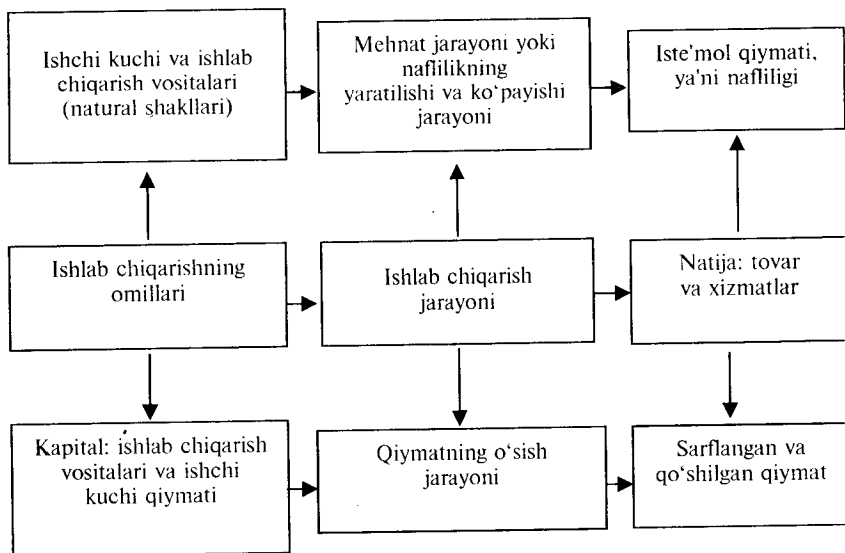 Ishchi kuchi va ishlab
chiqarish vositalari
(natural shakllari)
Mehnat jarayoni yoki
naflilikning
yaratilishi va ko‘payishi
jarayoni
Iste'mol qiymati,
ya'ni nafliligi
Ishlab chiqarishning
omillari
Ishlab chiqarish
jarayoni
Natija: tovar
va xizmatlar
Kapital: ishlab chiqarish
vositalari va ishchi
kuchi qiymati
Qiymatning o‘sish
jarayoni
Sarflangan va
qo‘shilgan qiymat